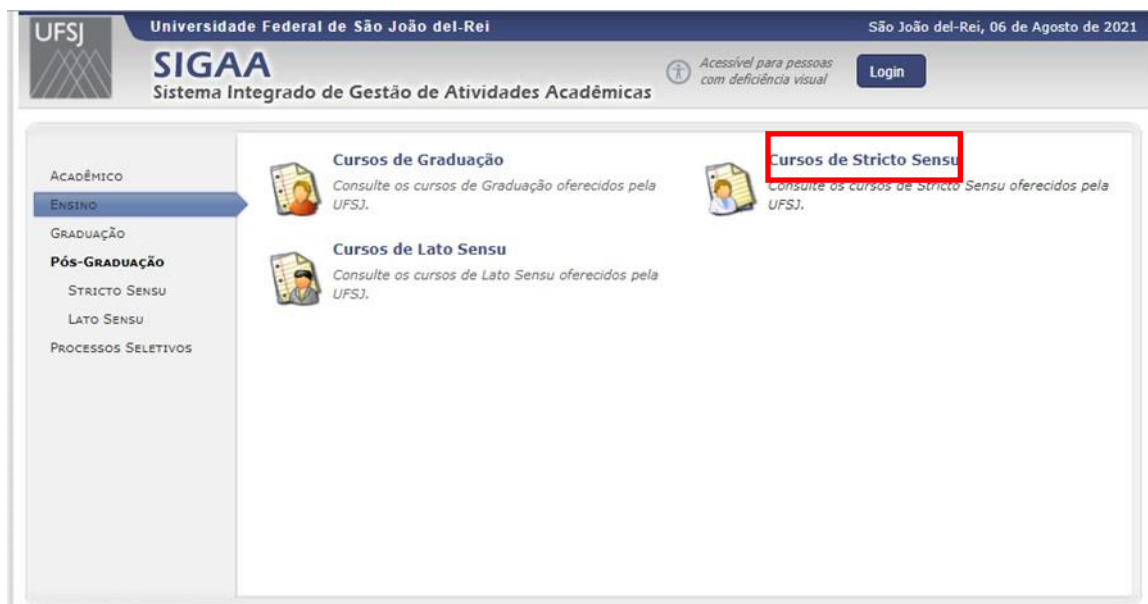 UFSJ
Universidade Federal de São João del-Rei
São João del-Rei, 06 de Agosto de 2021
SIGAA
Sistema Integrado de Gestão de Atividades Acadêmicas
Acessível para pessoas
com deficiência visual
Login
Acadêmico
Ensino
Graduação
Pós-Graduação
Stricto Sensu
Lato Sensu
Processos Seletivos
Cursos de Graduação
Consulte os cursos de Graduação oferecidos pela
UFSJ.
Cursos de Stricto Sensu
Consulte os cursos de Stricto Sensu oferecidos pela
UFSJ.
Cursos de Lato Sensu
Consulte os cursos de Lato Sensu oferecidos pela
UFSJ.